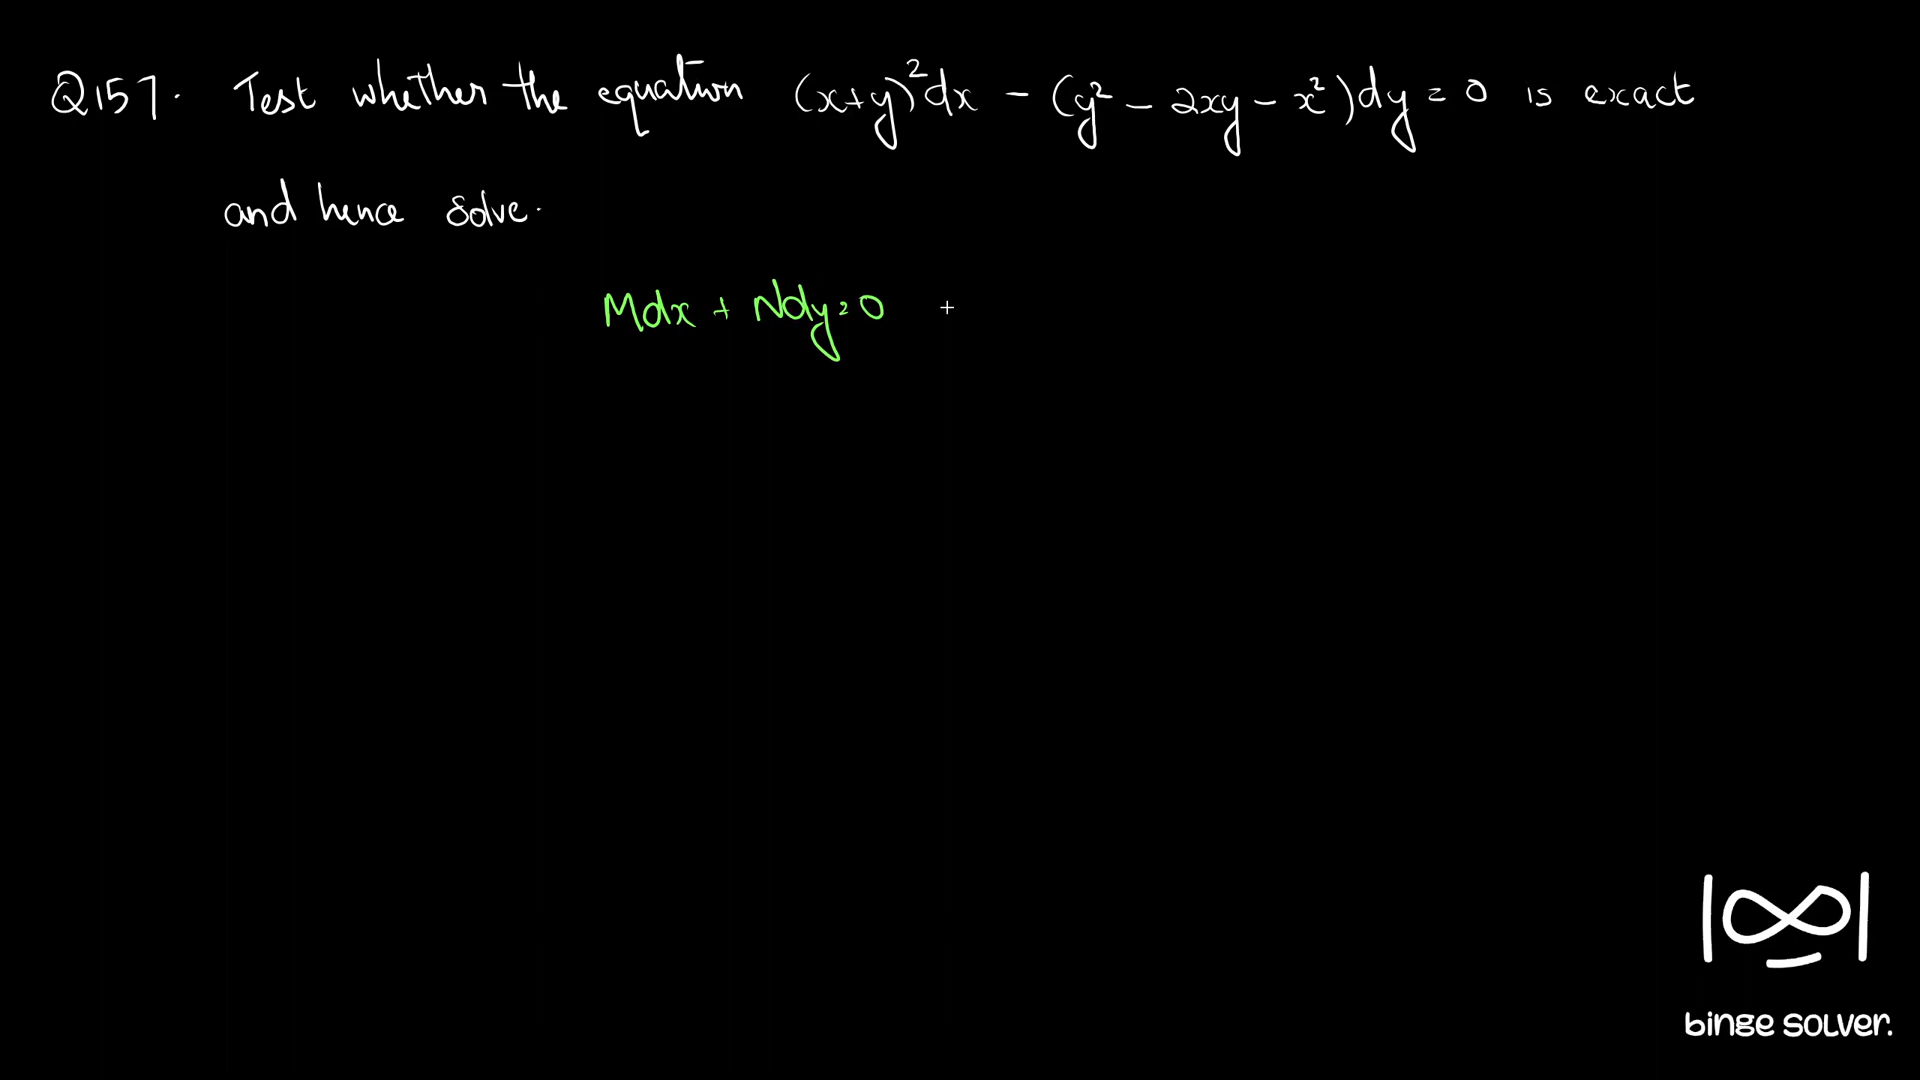 Q157. Test whether the equation (x+y)²dx - (y² - 2xy - x²)dy = 0 is exact
and hence solve.
Mdx + Ndy = 0
binge solver.